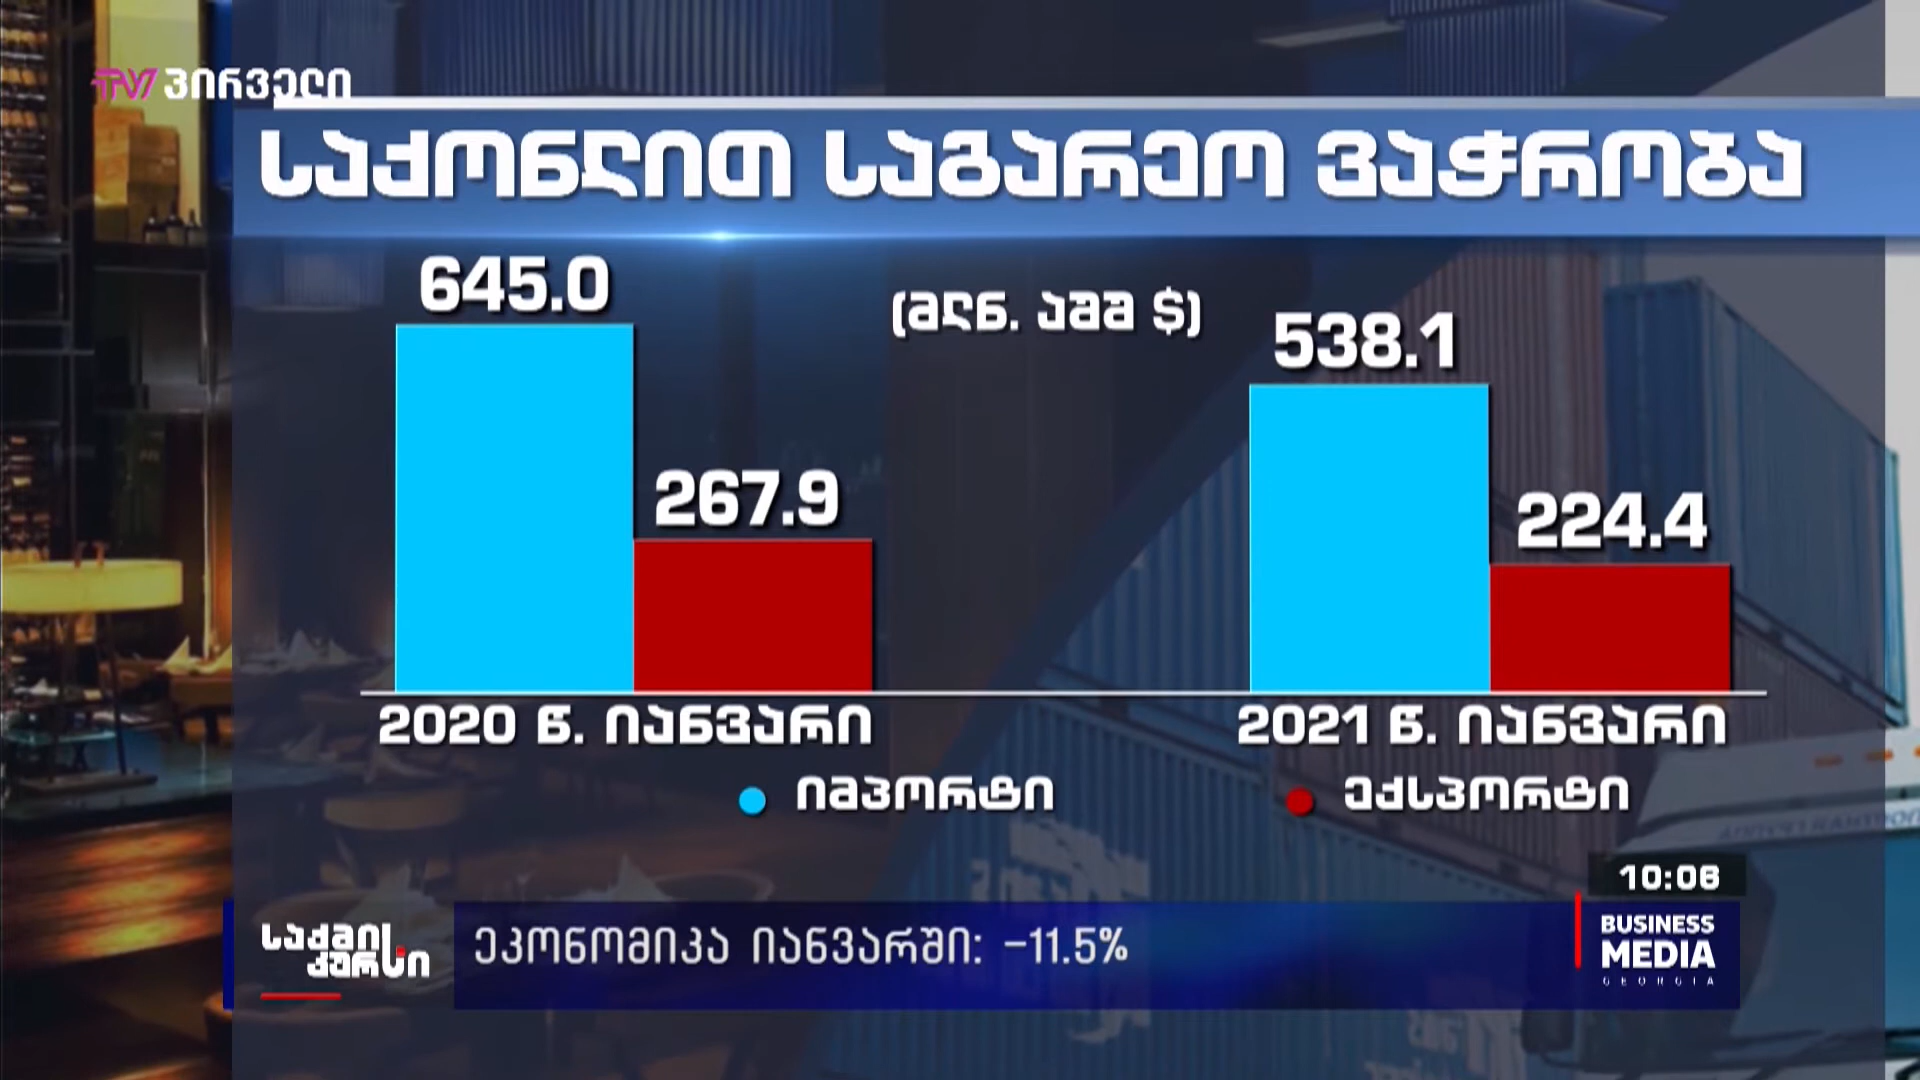 TV პირველი
საქონლით საგარეო ვაჭრობა
(მლნ. აშშ $)
645.0
267.9
538.1
224.4
2020 წ. იანვარი
2021 წ. იანვარი
იმპორტი
ექსპორტი
10:08
საქმის კურსი
ეკონომიკა იანვარში: -11.5%
BUSINESS
MEDIA
GEORGIA